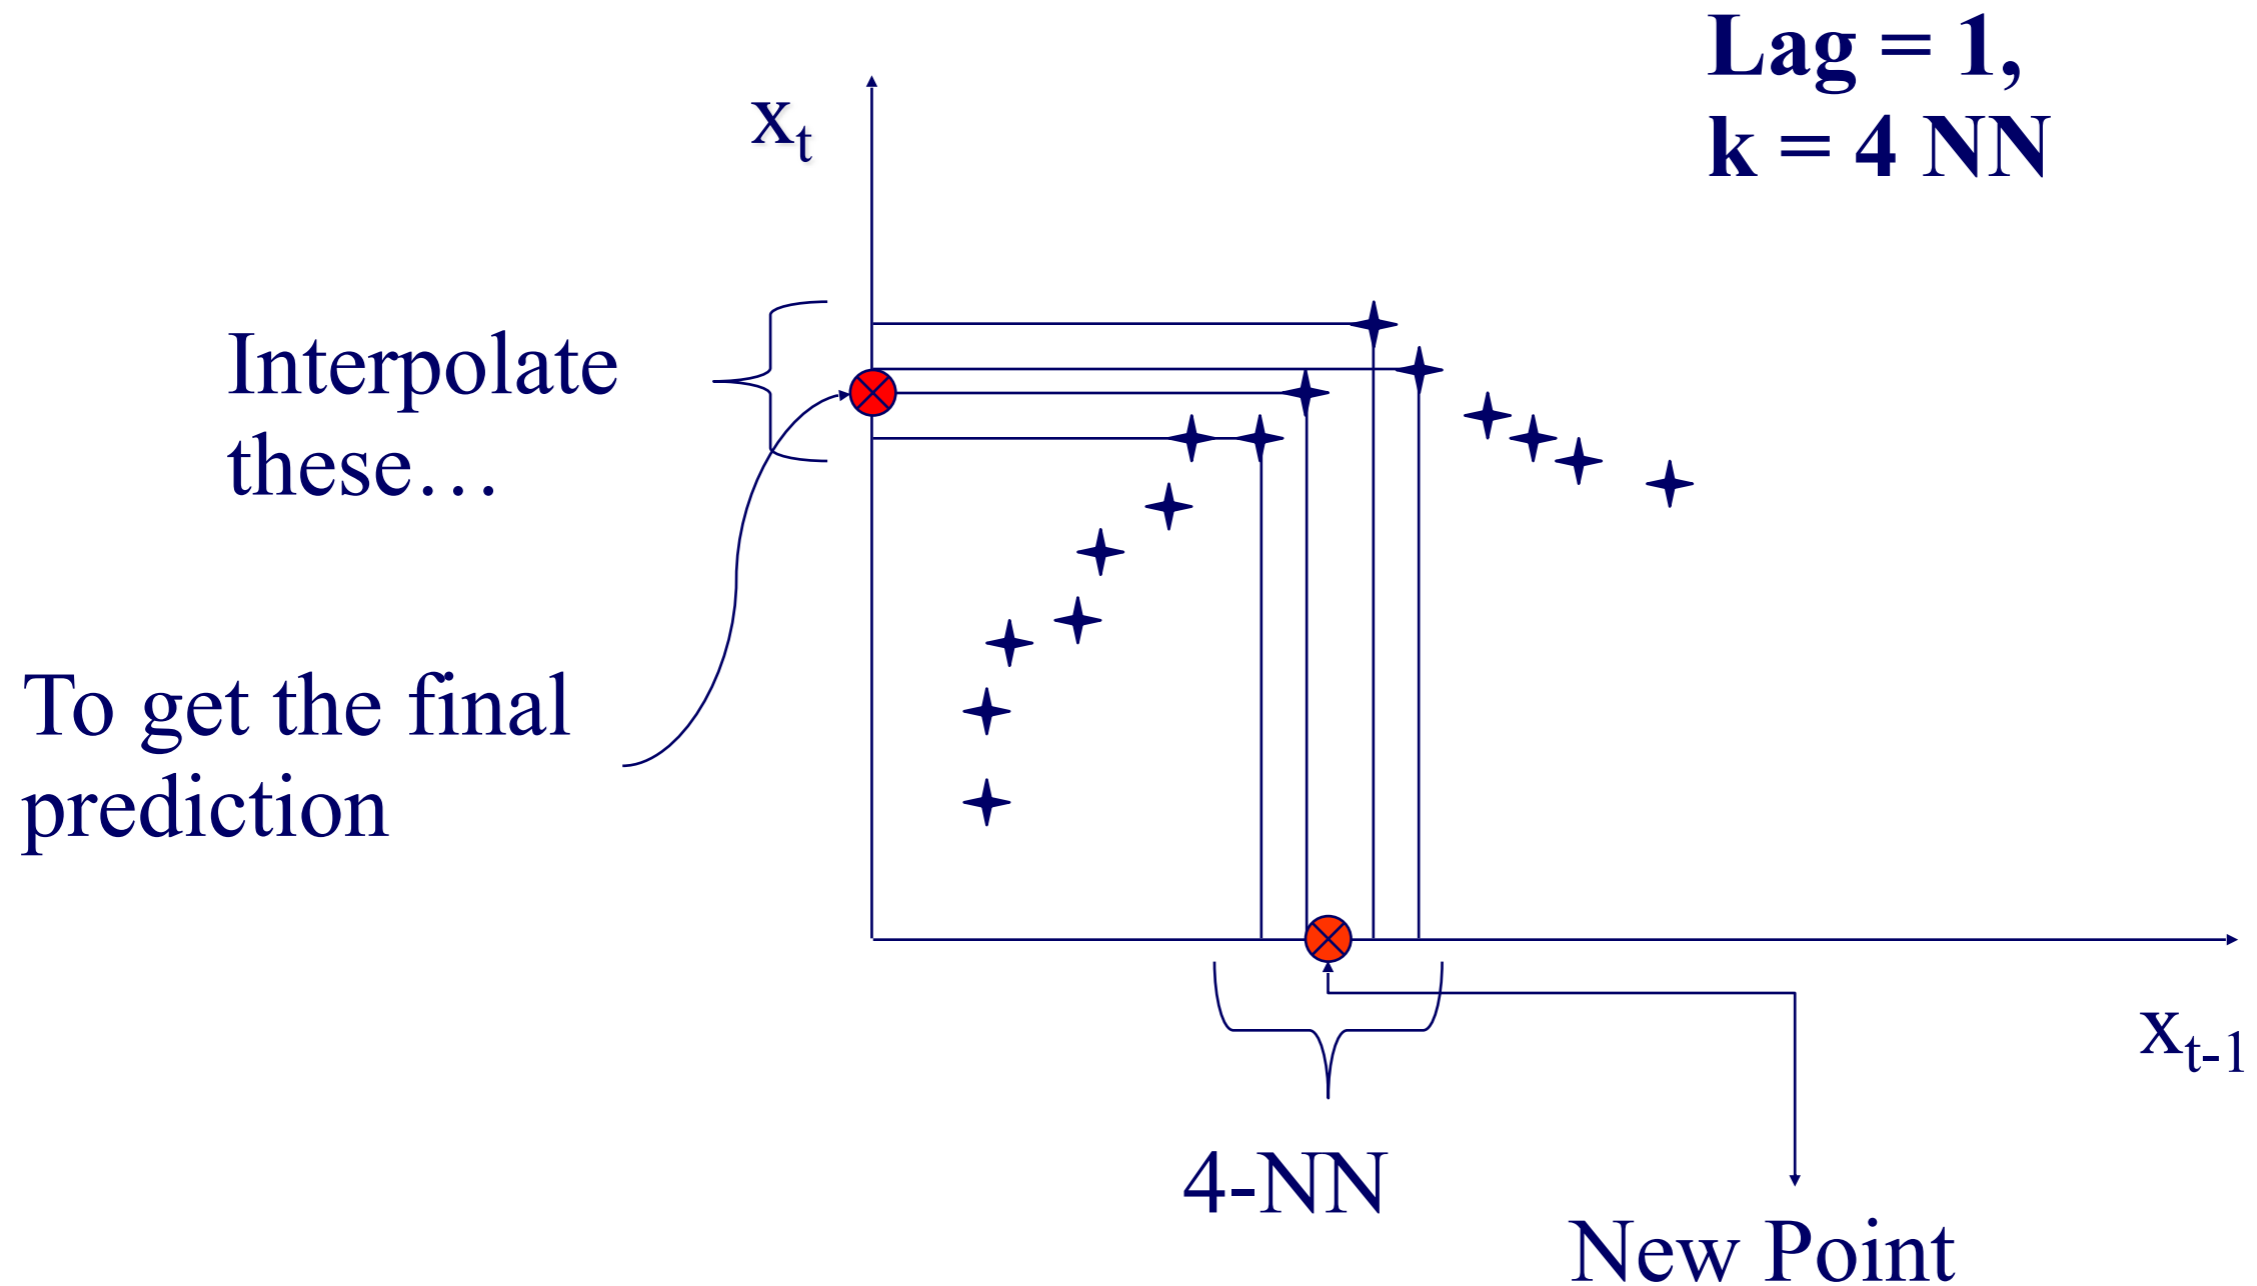 Lag = 1,
k = 4 NN
xₜ
Interpolate
these…
To get the final
prediction
xₜ₋₁
4-NN
New Point